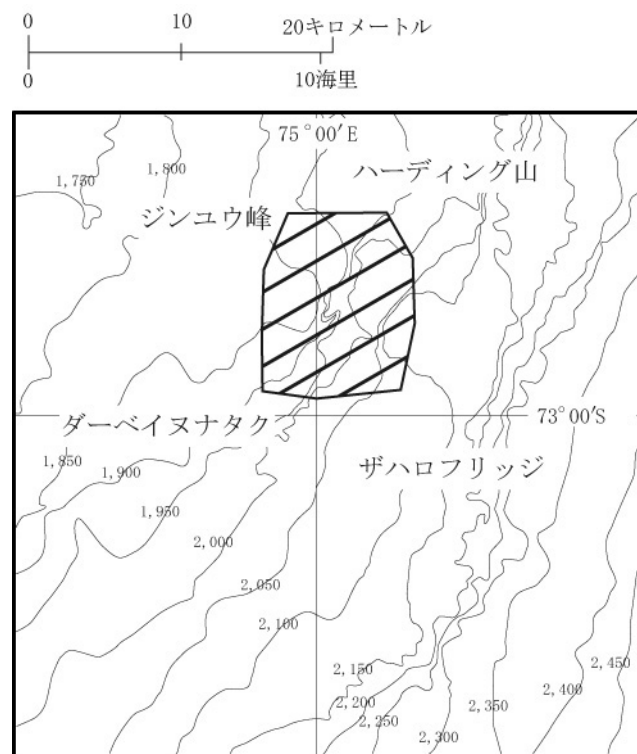 0 10 20キロメートル
0 10海里
75°00′E
ハーディング山
1,800
1,750
ジンユウ峰
73°00′S
ダーベイヌナタク
ザハロフリッジ
1,850
1,900
1,950
2,000
2,050
2,100
2,150
2,200
2,250
2,300
2,350
2,400
2,450